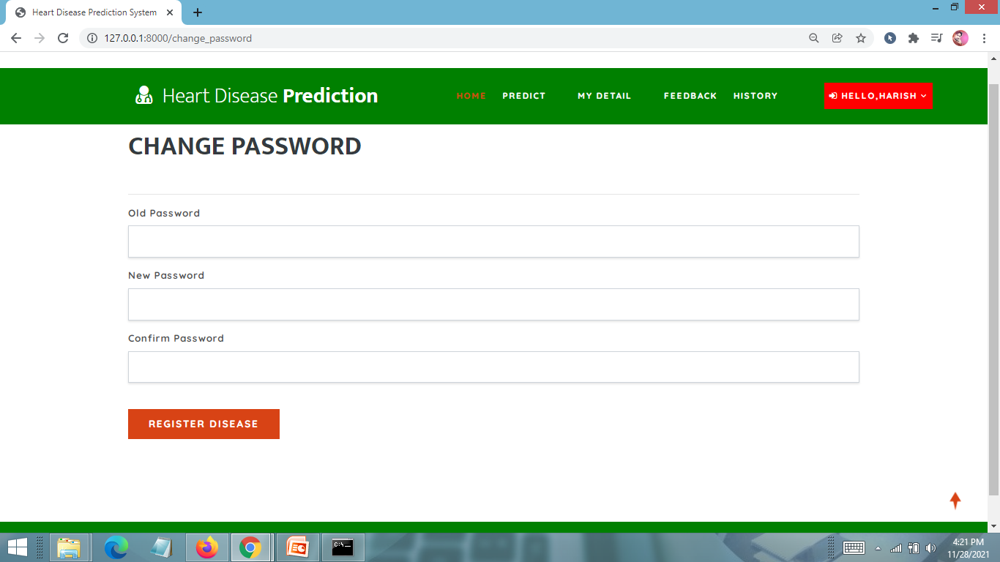 Heart Disease Prediction System
127.0.0.1:8000/change_password
Heart Disease Prediction
HOME PREDICT MY DETAIL FEEDBACK HISTORY HELLO,HARISH
CHANGE PASSWORD
Old Password
New Password
Confirm Password
REGISTER DISEASE
C:\
4:21 PM
11/28/2021